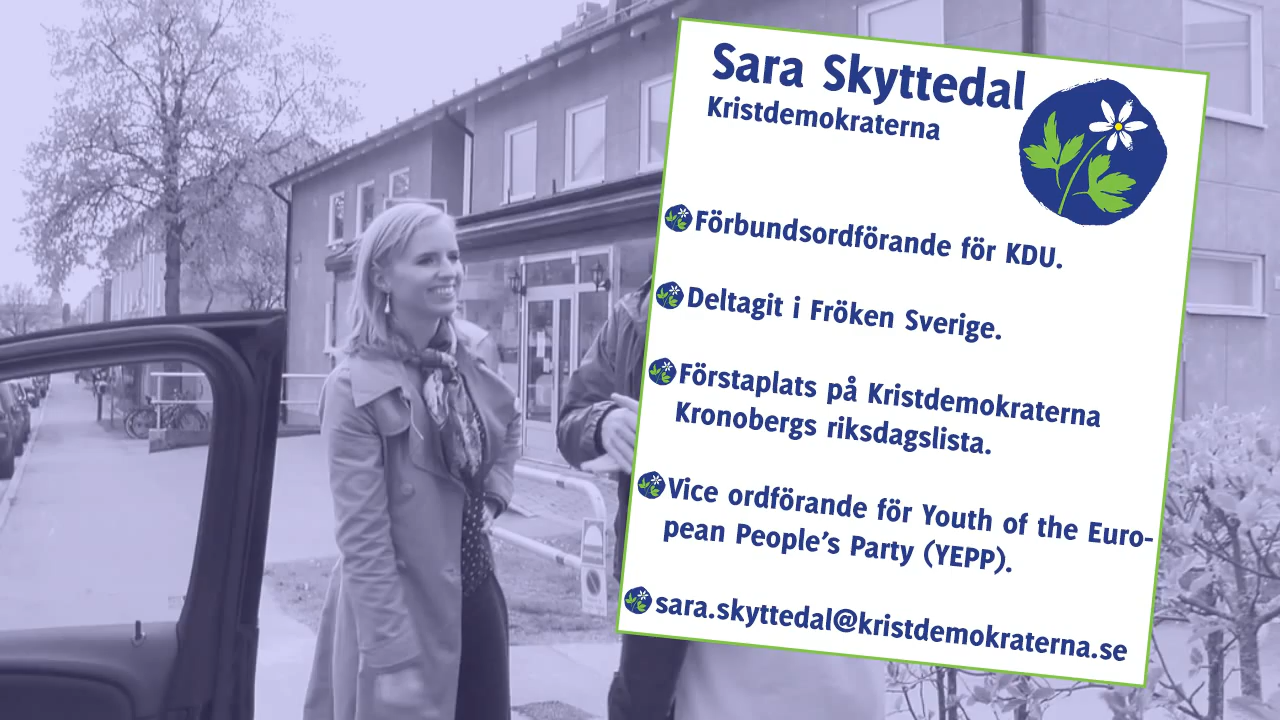 Sara Skyttedal
Kristdemokraterna
Förbundsordförande för KDU.
Deltagit i Fröken Sverige.
Förstaplats på Kristdemokraterna
Kronobergs riksdagslista.
Vice ordförande för Youth of the Euro-
pean People's Party (YEPP).
sara.skyttedal@kristdemokraterna.se